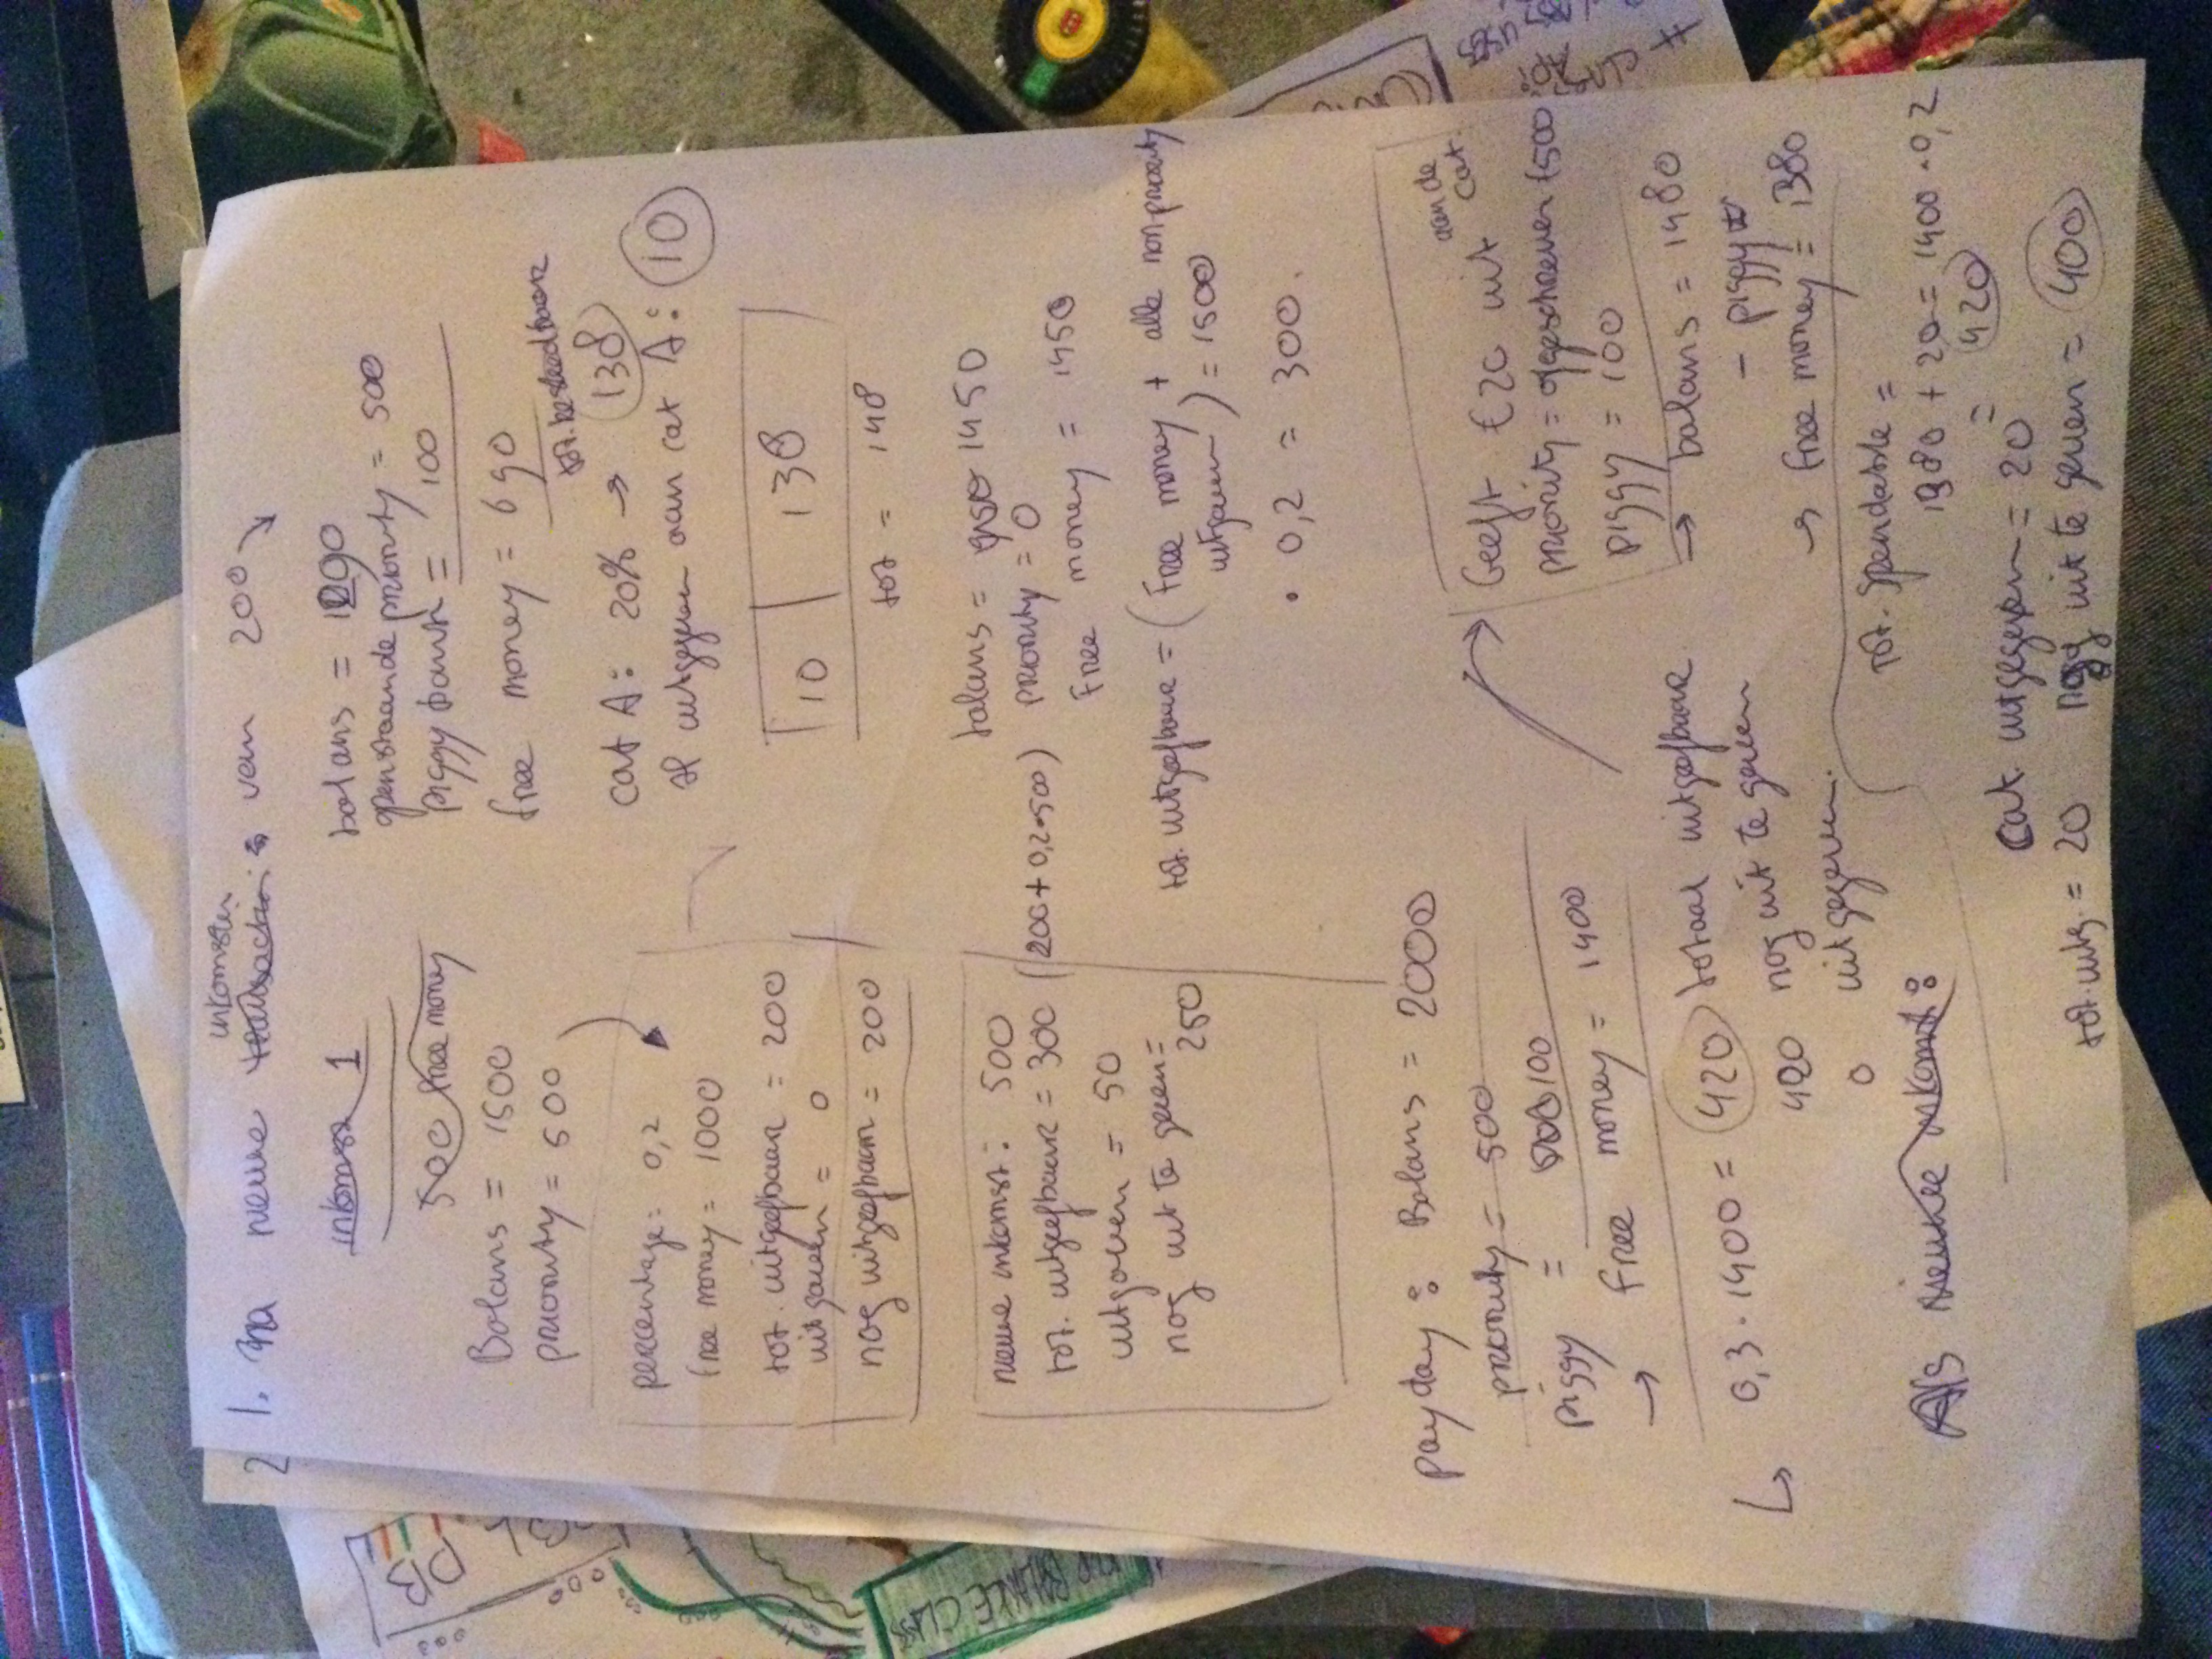 1. na nieuwe transactie inkomsten van 200
inkomst 1
500 free money
Balans = 1500
priority = 500
percentage: 0,2
free money = 1000
tot. uitgeefbaar = 200
uitgaven = 0
nog uitgeefbaar = 200
nieuwe inkomst: 500
tot. uitgeefbaar = 300 (200 + 0,2 • 500)
uitgaven = 50
nog uit te geven =
250
balans = 1290
openstaande priority = 500
piggy bank = 100
free money = 690
tot. besteedbaar
cat A: 20% → 138
al uitgegeven aan cat A: 10
10 | 138
tot = 148
balans = 1450
priority = 0
Free money = 1450
tot. uitgeefbaar = (Free money + alle non-priority
uitgaven) = 1500
• 0,2 = 300.
payday: Balans = 2000
priority = 500
piggy = 100
→ free money = 1400
0,3 • 1400 = 420 totaal uitgeefbaar
420 nog uit te geven
0 uitgegeven.
Als nieuwe inkomst:
Geeft €20 uit aan de cat.
priority = afgeschreven €500
piggy = 100
→ balans = 1480
- piggy
→ free money = 1380
Tot. Spendable =
1380 + 20 = 1400 • 0,2
= 420
cat. uitgegeven = 20
tot. uitg. = 20 nog uit te geven = 400
2
DB
BALANCE CLASS